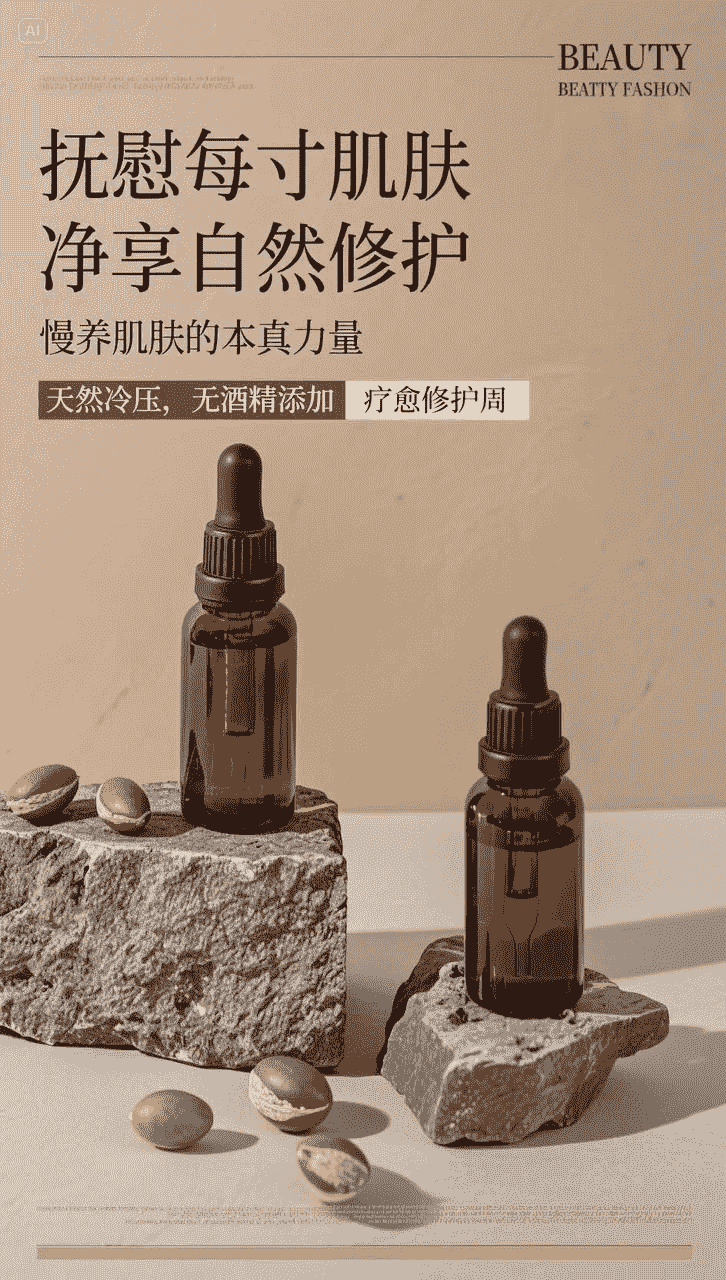 AI
BEAUTY
BEATTY FASHON
抚慰每寸肌肤
净享自然修护
慢养肌肤的本真力量
天然冷压，无酒精添加 疗愈修护周